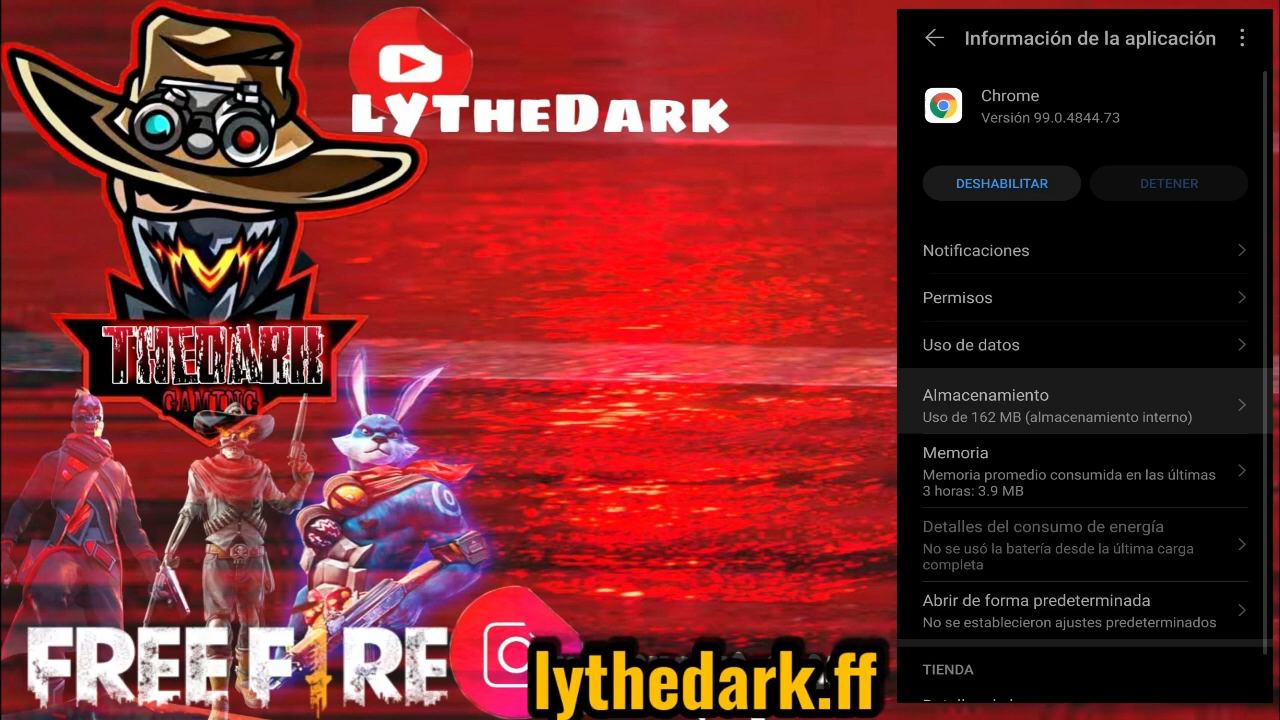 LYTheDark
THEDARK
GAMING
FREE FIRE
lythedark.ff
Información de la aplicación
Chrome
Versión 99.0.4844.73
DESHABILITAR
DETENER
Notificaciones
Permisos
Uso de datos
Almacenamiento
Uso de 162 MB (almacenamiento interno)
Memoria
Memoria promedio consumida en las últimas
3 horas: 3.9 MB
Detalles del consumo de energía
No se usó la batería desde la última carga
completa
Abrir de forma predeterminada
No se establecieron ajustes predeterminados
TIENDA